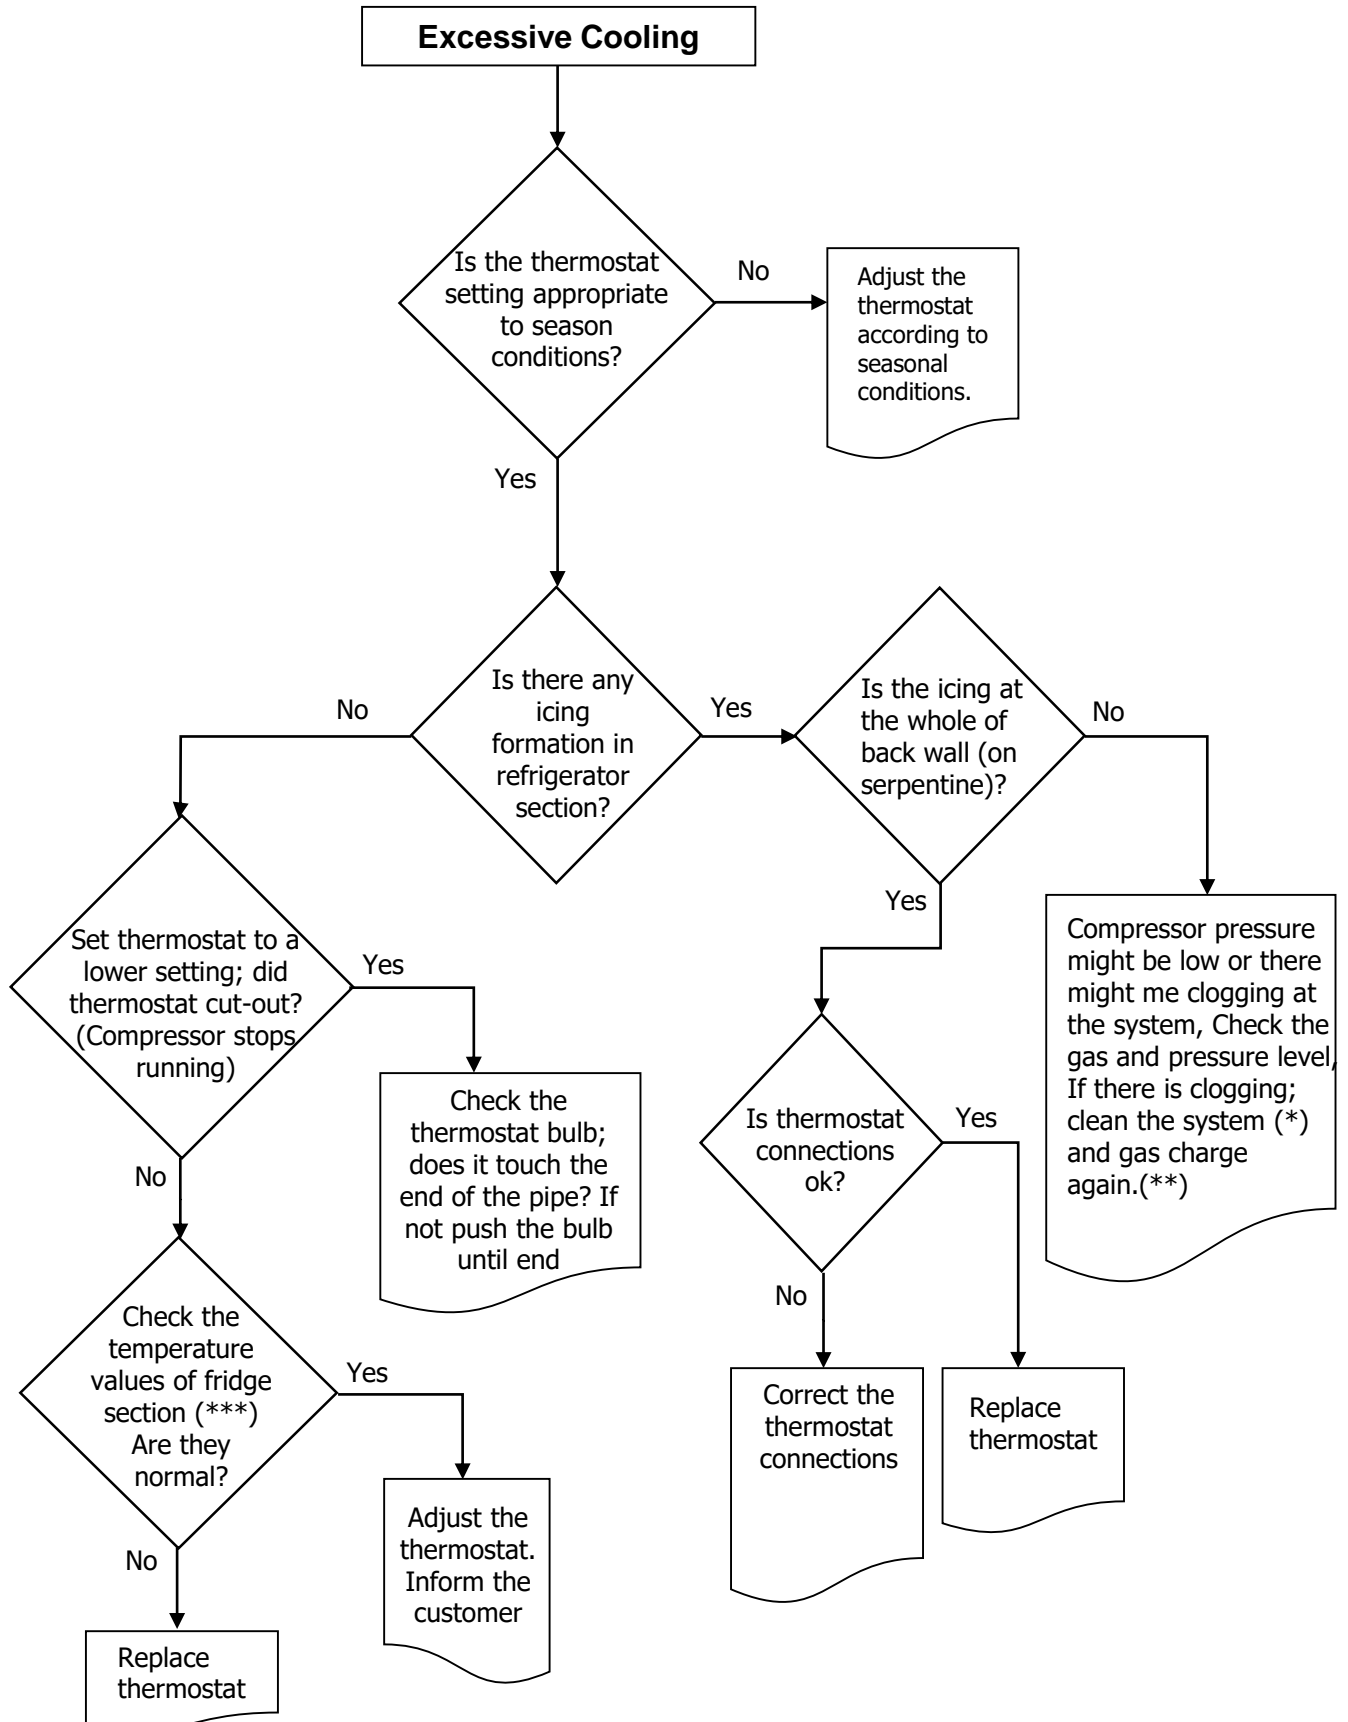 Excessive Cooling
Is the thermostat
setting appropriate
to season
conditions?
No
Adjust the
thermostat
according to
seasonal
conditions.
Yes
Is there any
icing
formation in
refrigerator
section?
No
Yes
Is the icing at
the whole of
back wall (on
serpentine)?
No
Yes
Set thermostat to a
lower setting; did
thermostat cut-out?
(Compressor stops
running)
Yes
Check the
thermostat bulb;
does it touch the
end of the pipe? If
not push the bulb
until end
Is thermostat
connections
ok?
Yes
Compressor pressure
might be low or there
might me clogging at
the system, Check the
gas and pressure level,
If there is clogging;
clean the system (*)
and gas charge
again.(**)
No
No
Check the
temperature
values of fridge
section (***)
Are they
normal?
Yes
Correct the
thermostat
connections
Replace
thermostat
No
Adjust the
thermostat.
Inform the
customer
Replace
thermostat